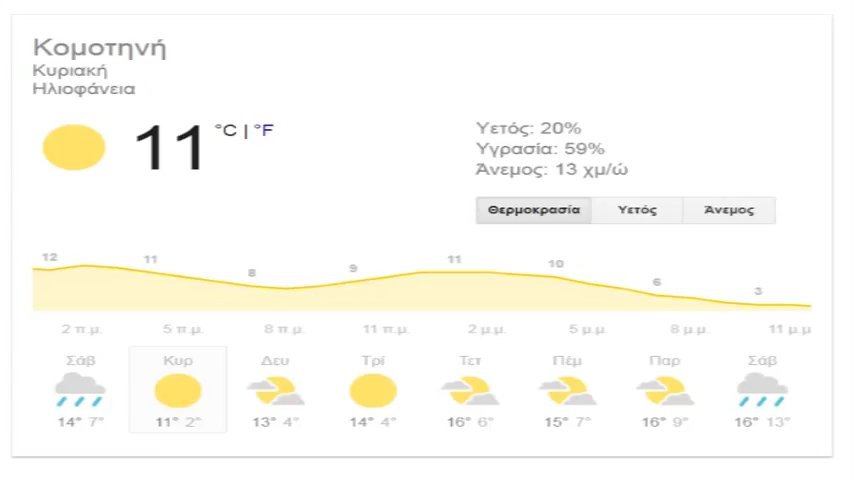 Κομοτηνή
Κυριακή
Ηλιοφάνεια
11 °C | °F
Υετός: 20%
Υγρασία: 59%
Άνεμος: 13 χμ/ώ
Θερμοκρασία Υετός Άνεμος
12 11 8 9 11 10 6 3
2 π.μ. 5 π.μ. 8 π.μ. 11 π.μ. 2 μ.μ. 5 μ.μ. 8 μ.μ. 11 μ.μ
Σάβ Κυρ Δευ Τρί Τετ Πέμ Παρ Σάβ
14° 7° 11° 2° 13° 4° 14° 4° 16° 6° 15° 7° 16° 9° 16° 13°